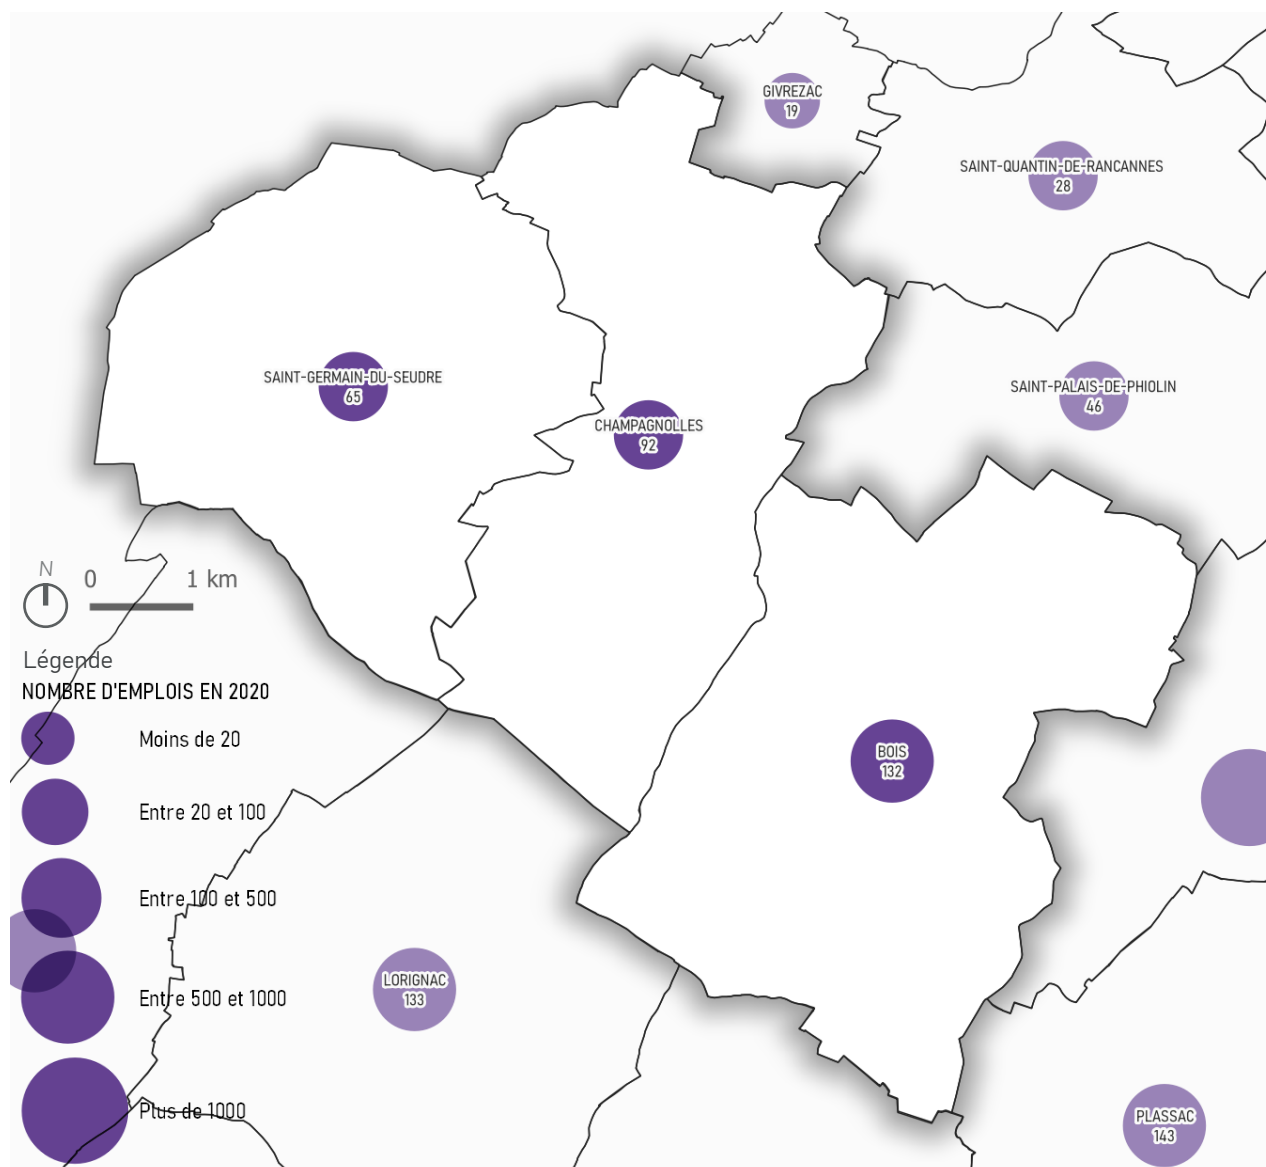 GIVREZAC
19
SAINT-QUANTIN-DE-RANCANNES
28
SAINT-GERMAIN-DU-SEUDRE
65
SAINT-PALAIS-DE-PHIOLIN
46
CHAMPAGNOLLES
92
N
0 1 km
Légende
NOMBRE D'EMPLOIS EN 2020
Moins de 20
Entre 20 et 100
Entre 100 et 500
Entre 500 et 1000
Plus de 1000
BOIS
132
LORIGNAC
133
PLASSAC
143